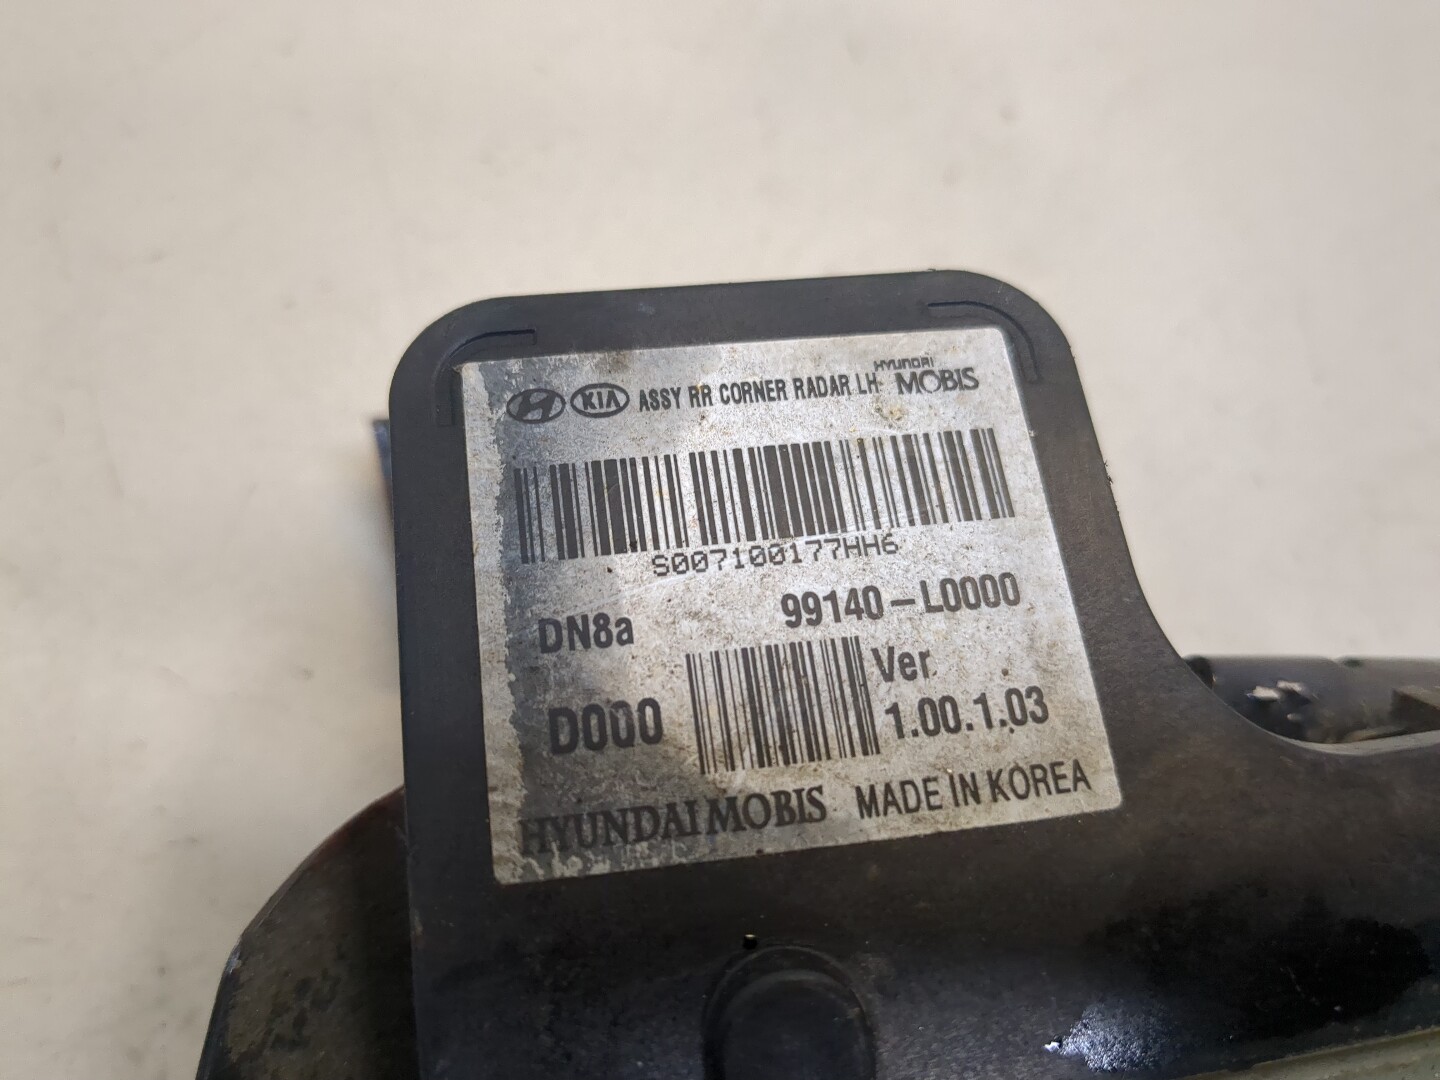 H KIA ASSY RR CORNER RADAR LH HYUNDAI MOBIS
S007100177HH6
DN8a 99140-L0000
D000 Ver
1.00.1.03
HYUNDAI MOBIS MADE IN KOREA